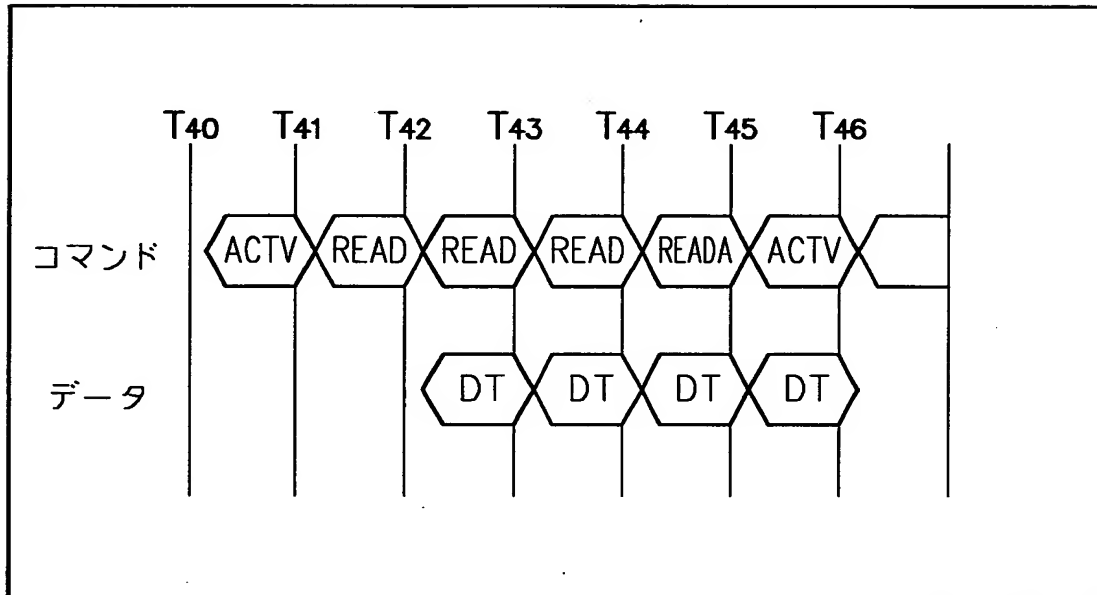 T40 T41 T42 T43 T44 T45 T46
コマンド ACTV READ READ READ READA ACTV
データ DT DT DT DT